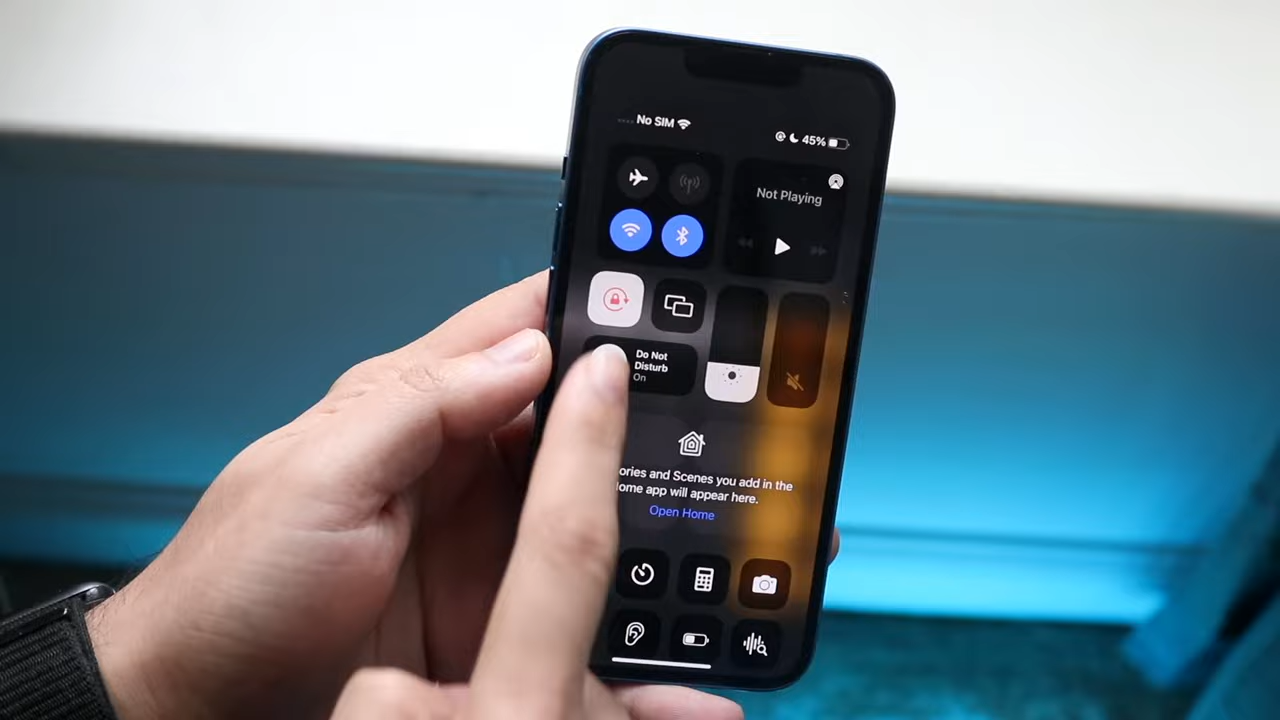 No SIM
45%
Not Playing
Do Not
Disturb
On
ories and Scenes you add in the
ome app will appear here.
Open Home